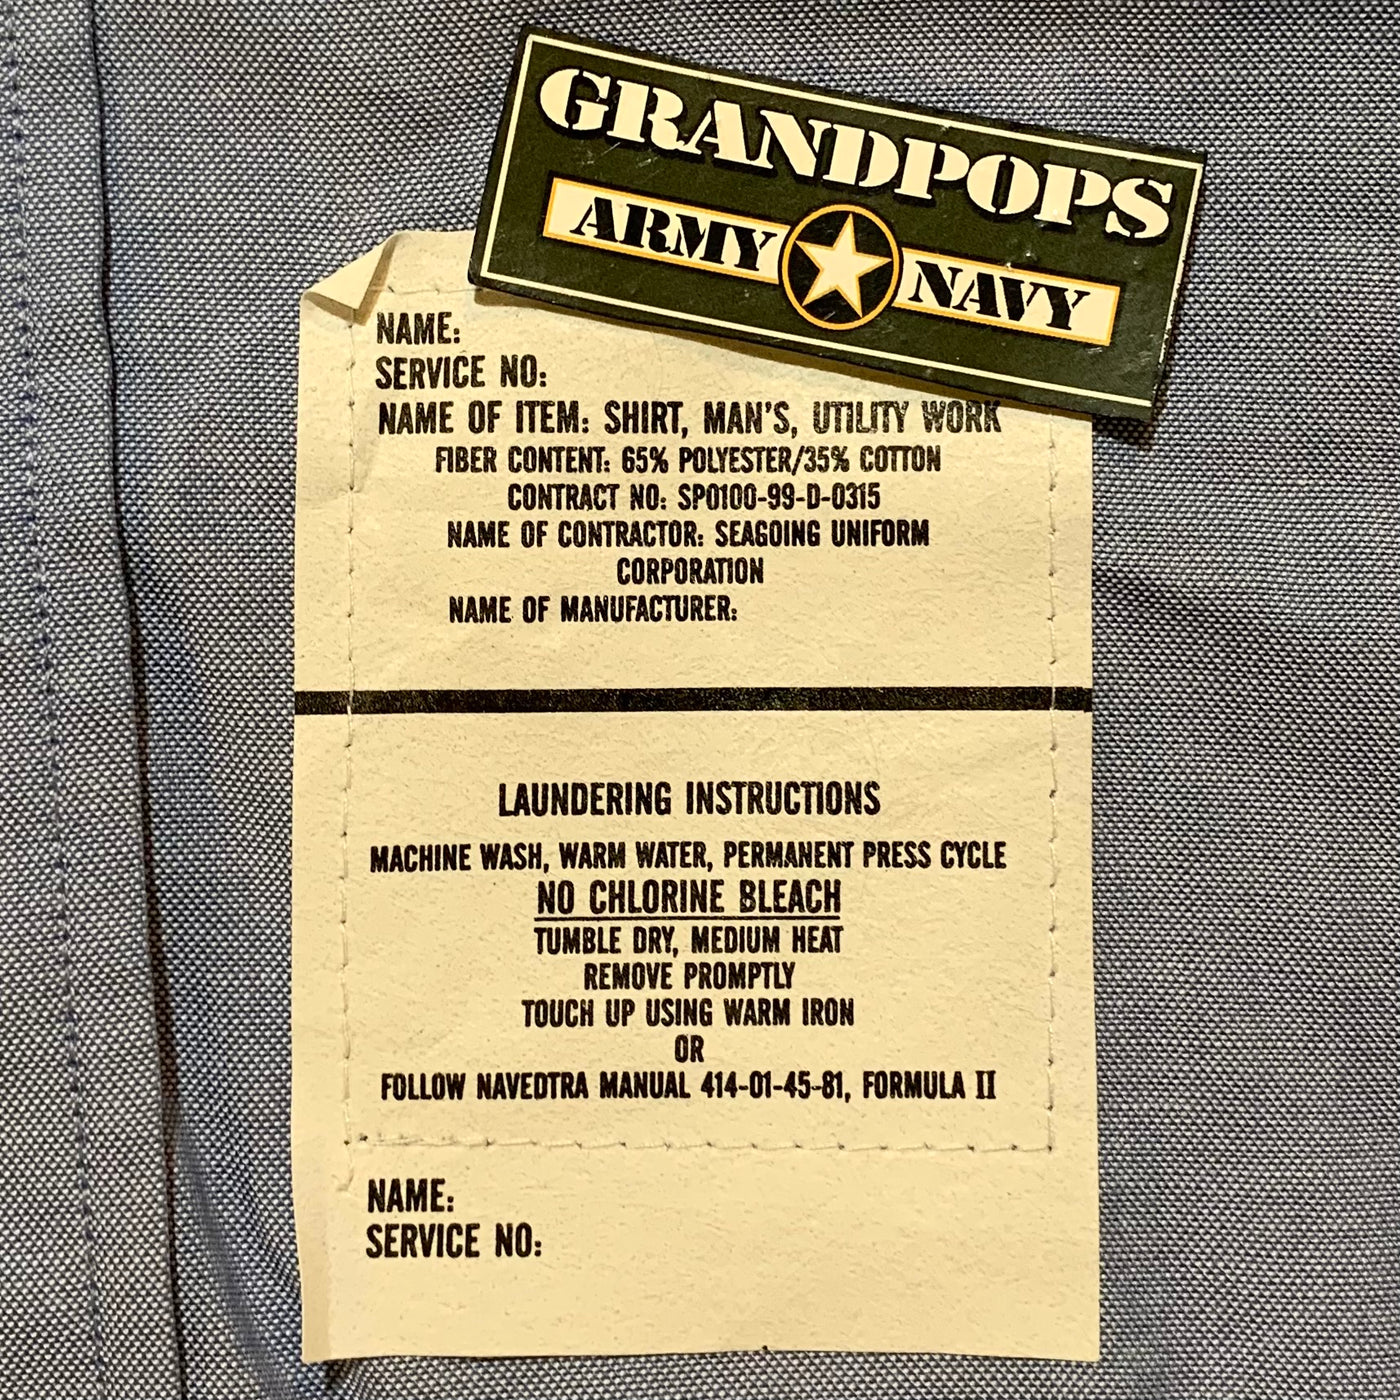 GRANDPOPS
ARMY NAVY
NAME:
SERVICE NO:
NAME OF ITEM: SHIRT, MAN'S, UTILITY WORK
FIBER CONTENT: 65% POLYESTER/35% COTTON
CONTRACT NO: SP0100-99-D-0315
NAME OF CONTRACTOR: SEAGOING UNIFORM
CORPORATION
NAME OF MANUFACTURER:
LAUNDERING INSTRUCTIONS
MACHINE WASH, WARM WATER, PERMANENT PRESS CYCLE
NO CHLORINE BLEACH
TUMBLE DRY, MEDIUM HEAT
REMOVE PROMPTLY
TOUCH UP USING WARM IRON
OR
FOLLOW NAVEDTRA MANUAL 414-01-45-81, FORMULA II
NAME:
SERVICE NO: